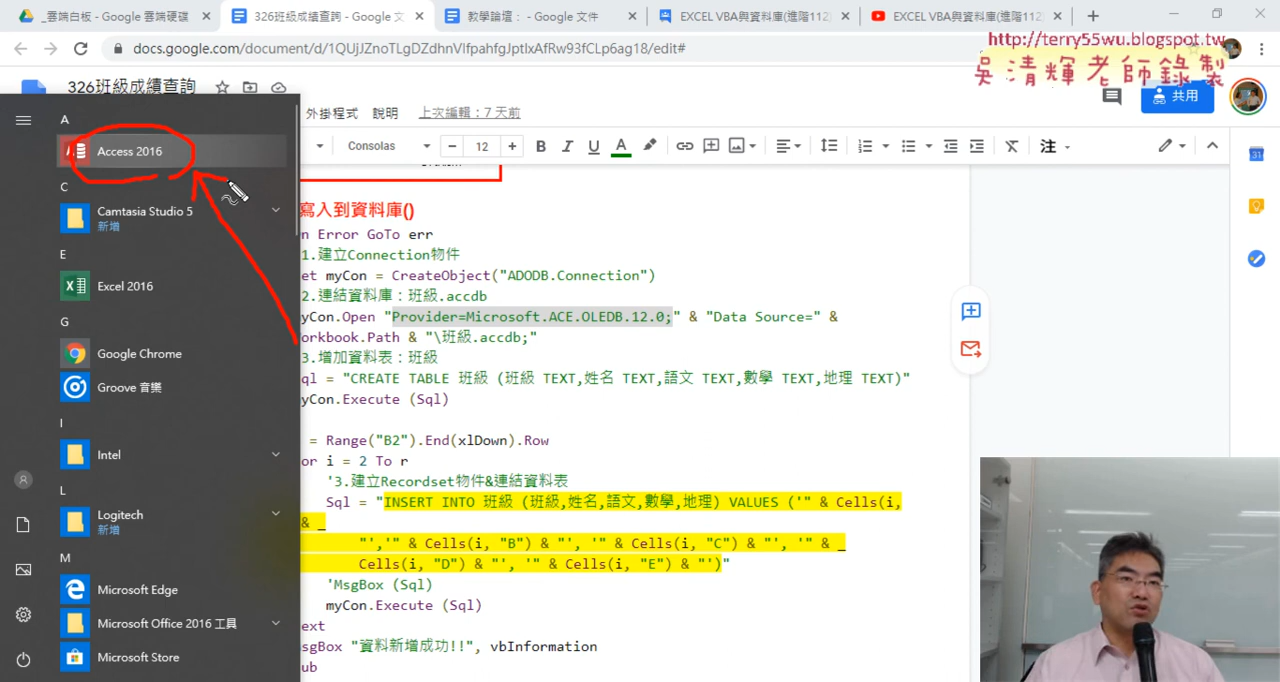 _雲端白板 - Google 雲端硬碟
326班級成績查詢 - Google 文
教學論壇： - Google 文件
EXCEL VBA與資料庫(進階112)
EXCEL VBA與資料庫(進階112)
docs.google.com/document/d/1QUjJZnoTLgDZdhnVIfpahfgJptIxAfRw93fCLp6ag18/edit#
http://terry55wu.blogspot.tw
吳清輝老師錄製
326班級成績查詢
外掛程式
說明
上次編輯：7 天前
共用
Consolas
12
B
I
U
A
注
A
Access 2016
C
Camtasia Studio 5
新增
E
Excel 2016
G
Google Chrome
Groove 音樂
I
Intel
L
Logitech
新增
M
Microsoft Edge
Microsoft Office 2016 工具
Microsoft Store
寫入到資料庫()
n Error GoTo err
1.建立Connection物件
et myCon = CreateObject("ADODB.Connection")
2.連結資料庫：班級.accdb
yCon.Open "Provider=Microsoft.ACE.OLEDB.12.0;" & "Data Source=" &
orkbook.Path & "\班級.accdb;"
3.增加資料表：班級
ql = "CREATE TABLE 班級 (班級 TEXT,姓名 TEXT,語文 TEXT,數學 TEXT,地理 TEXT)"
yCon.Execute (Sql)
= Range("B2").End(xlDown).Row
or i = 2 To r
'3.建立Recordset物件&連結資料表
Sql = "INSERT INTO 班級 (班級,姓名,語文,數學,地理) VALUES ('" & Cells(i,
& _
"','" & Cells(i, "B") & "', '" & Cells(i, "C") & "', '" & _
Cells(i, "D") & "', '" & Cells(i, "E") & "')"
'MsgBox (Sql)
myCon.Execute (Sql)
ext
sgBox "資料新增成功!!", vbInformation
ub